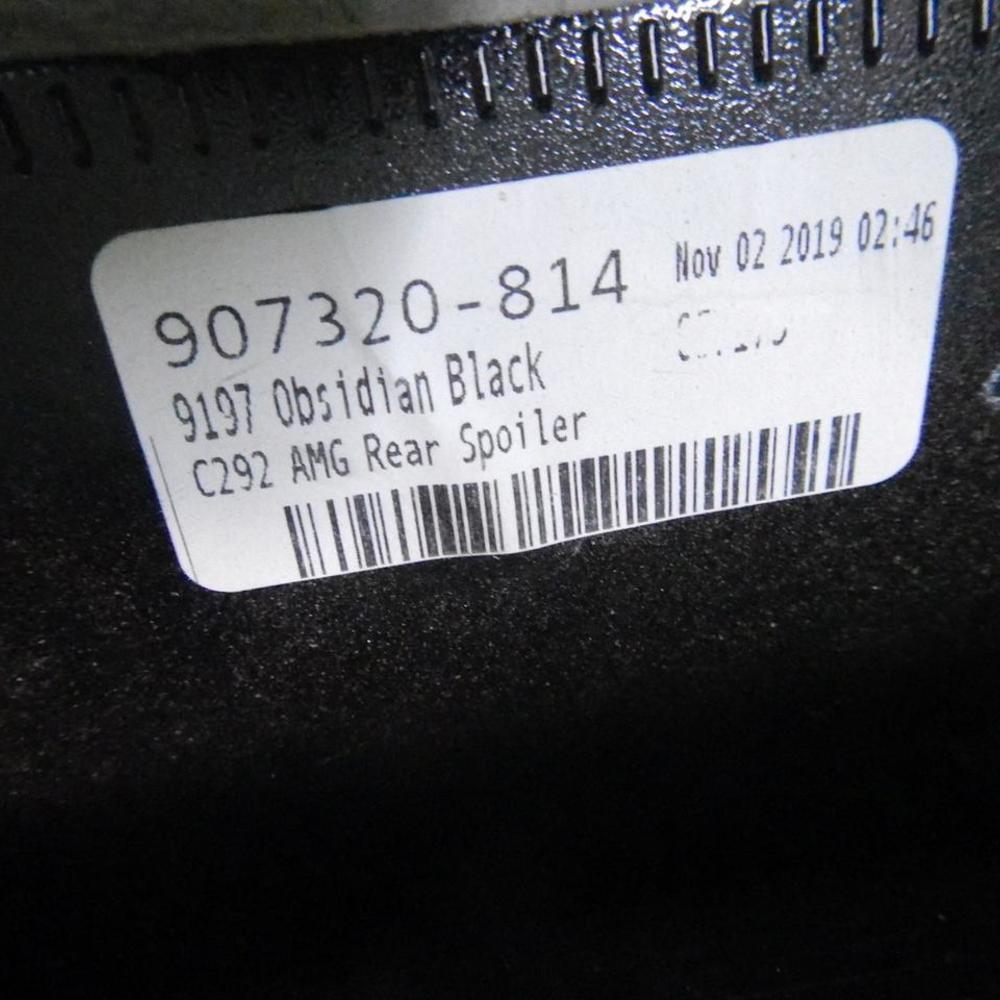 907320-814
Nov 02 2019 02:46
9197 Obsidian Black
C292 AMG Rear Spoiler